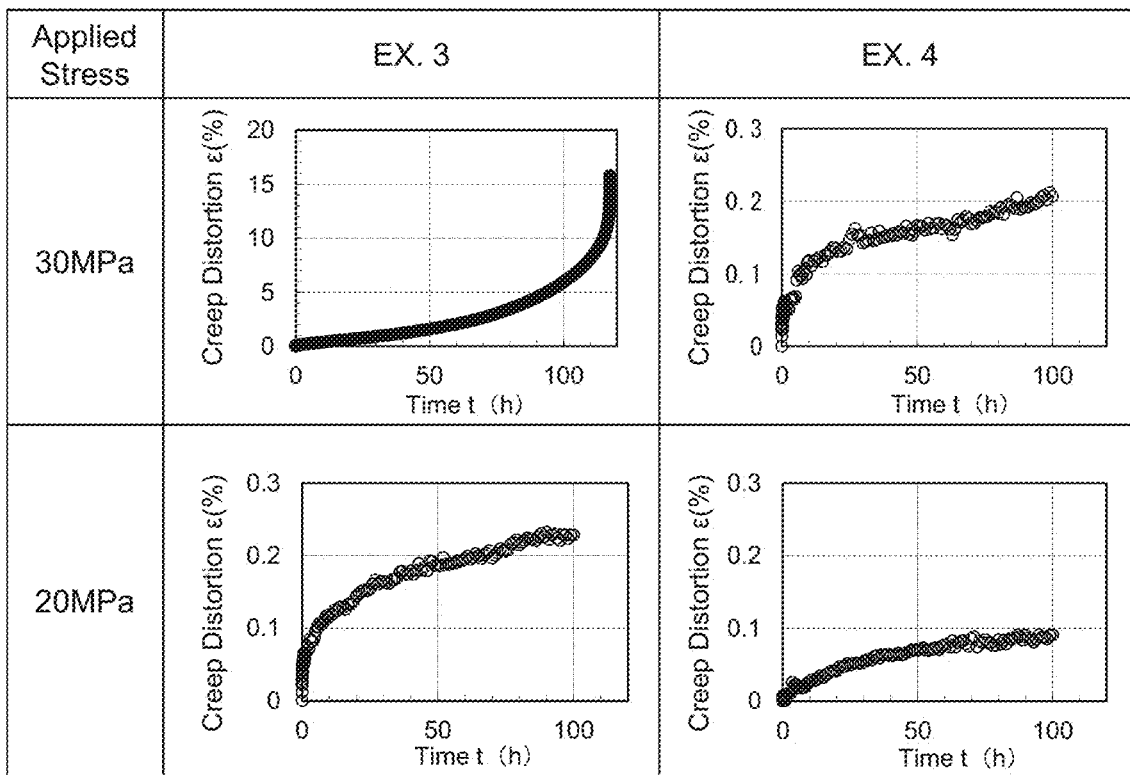 Applied Stress
EX. 3
EX. 4
30MPa
Creep Distortion ε(%)
20
15
10
5
0
0 50 100
Time t (h)
Creep Distortion ε(%)
0.3
0.2
0.1
0
0 50 100
Time t (h)
20MPa
Creep Distortion ε(%)
0.3
0.2
0.1
0
0 50 100
Time t (h)
Creep Distortion ε(%)
0.3
0.2
0.1
0
0 50 100
Time t (h)